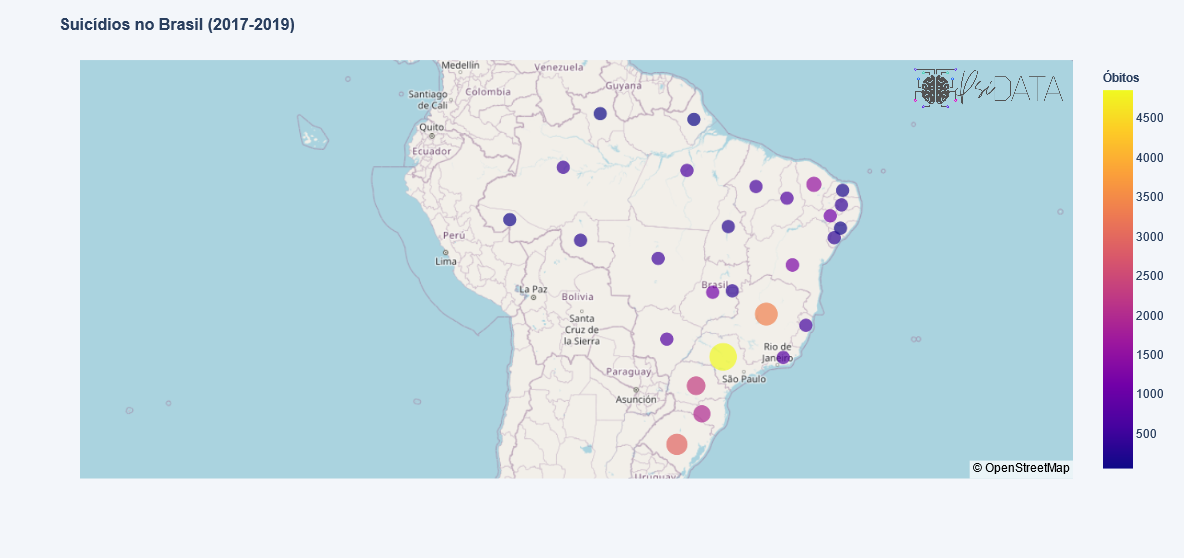 Suicídios no Brasil (2017-2019)
Medellín
Venezuela
Guyana
Colombia
Santiago
de Cali
Quito
Ecuador
Perú
Lima
La Paz
Bolivia
Santa
Cruz de
la Sierra
Brasil
Rio de
Janeiro
São Paulo
Paraguay
Asunción
Uruguay
PsiDATA
© OpenStreetMap
Óbitos
4500
4000
3500
3000
2500
2000
1500
1000
500